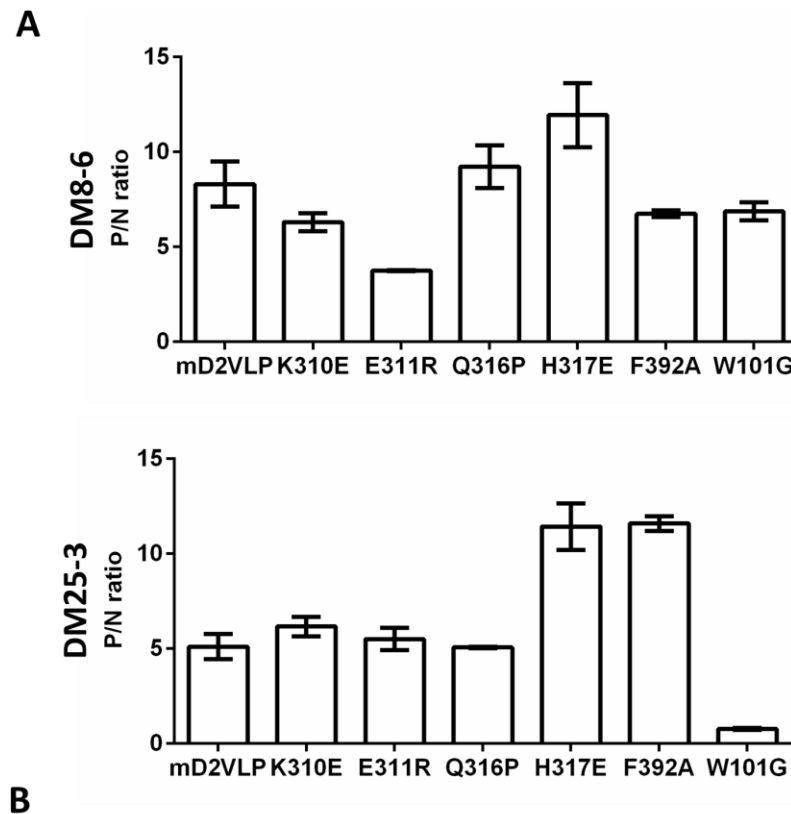 A
DM8-6
P/N ratio
15
10
5
0
mD2VLP K310E E311R Q316P H317E F392A W101G
DM25-3
P/N ratio
15
10
5
0
mD2VLP K310E E311R Q316P H317E F392A W101G
B